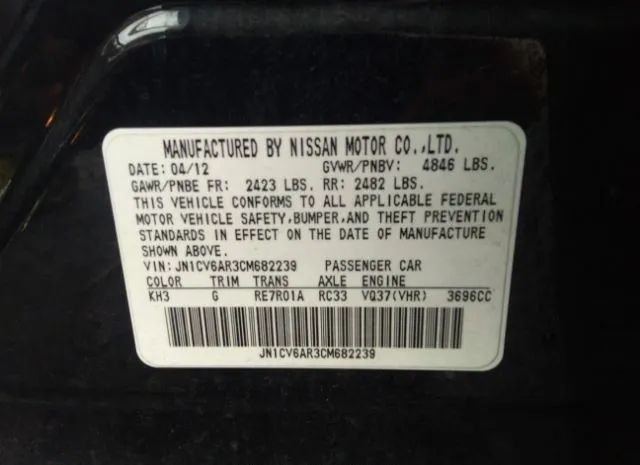 MANUFACTURED BY NISSAN MOTOR CO.,LTD.
DATE: 04/12 GVWR/PNBV: 4846 LBS.
GAWR/PNBE FR: 2423 LBS. RR: 2482 LBS.
THIS VEHICLE CONFORMS TO ALL APPLICABLE FEDERAL
MOTOR VEHICLE SAFETY,BUMPER,AND THEFT PREVENTION
STANDARDS IN EFFECT ON THE DATE OF MANUFACTURE
SHOWN ABOVE.
VIN: JN1CV6AR3CM682239 PASSENGER CAR
COLOR TRIM TRANS AXLE ENGINE
KH3 G RE7R01A RC33 VQ37(VHR) 3696CC
JN1CV6AR3CM682239